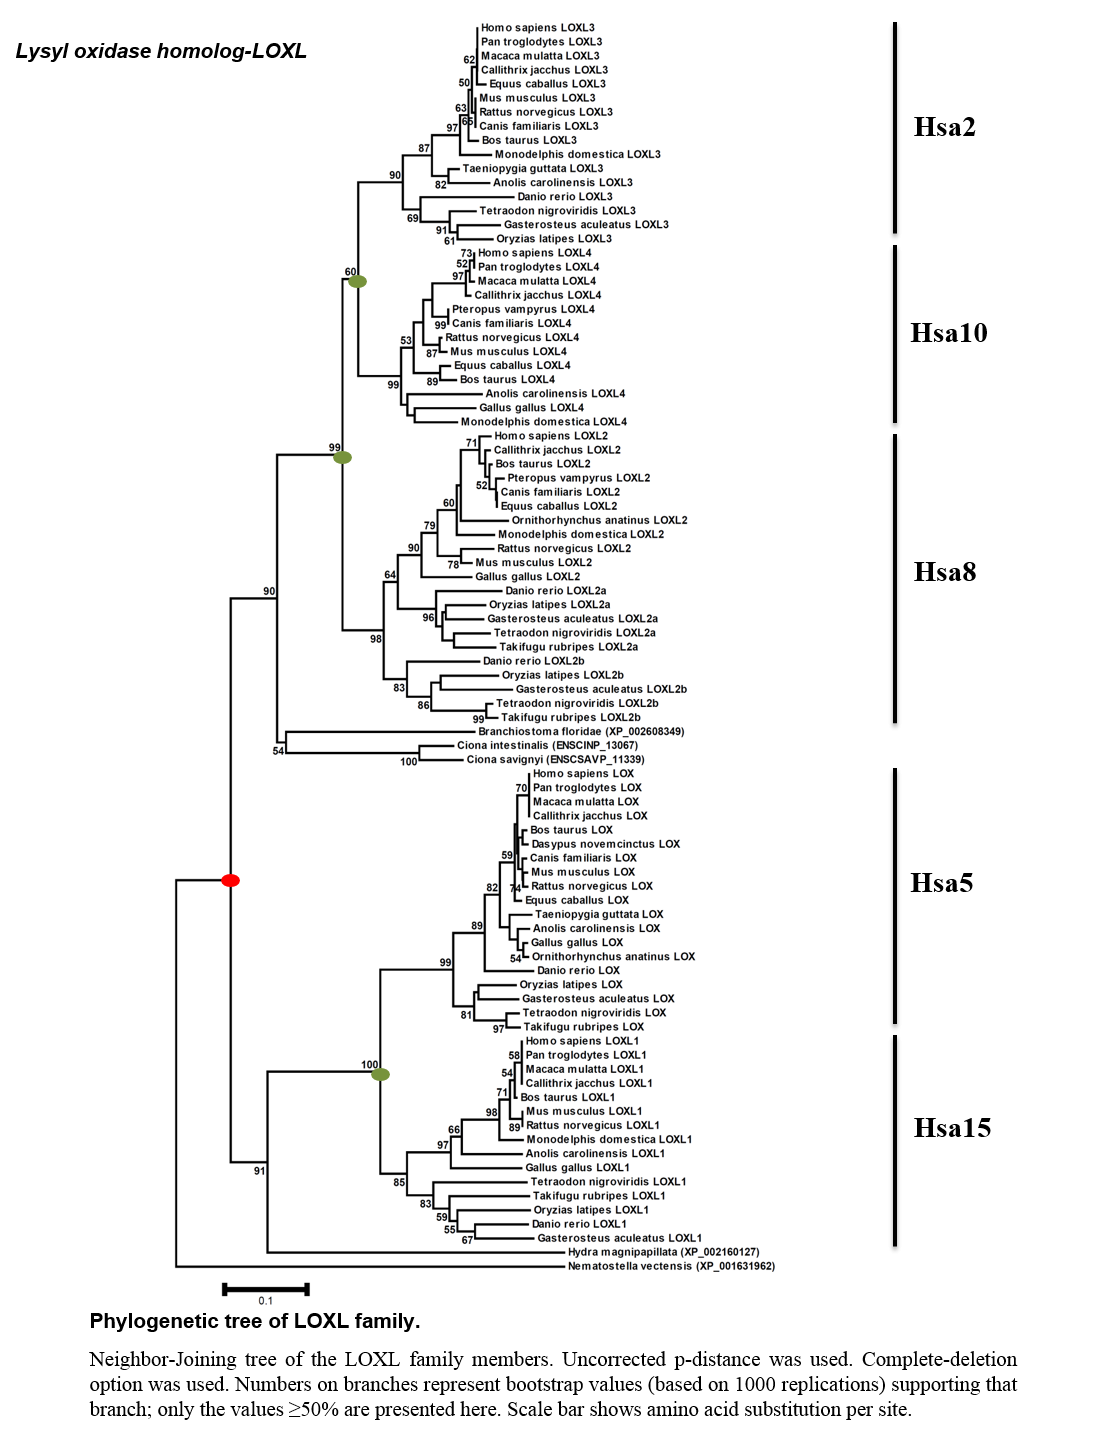 Lysyl oxidase homolog-LOXL
Homo sapiens LOXL3
Pan troglodytes LOXL3
Macaca mulatta LOXL3
62
Callithrix jacchus LOXL3
50
Equus caballus LOXL3
Mus musculus LOXL3
63
Rattus norvegicus LOXL3
65
Canis familiaris LOXL3
97
Hsa2
Bos taurus LOXL3
87
Monodelphis domestica LOXL3
Taeniopygia guttata LOXL3
90
82
Anolis carolinensis LOXL3
Danio rerio LOXL3
Tetraodon nigroviridis LOXL3
69
Gasterosteus aculeatus LOXL3
91
61
Oryzias latipes LOXL3
73
Homo sapiens LOXL4
52
Pan troglodytes LOXL4
60
97
Macaca mulatta LOXL4
Callithrix jacchus LOXL4
Pteropus vampyrus LOXL4
99
Canis familiaris LOXL4
Hsa10
53
Rattus norvegicus LOXL4
87
Mus musculus LOXL4
Equus caballus LOXL4
99
89
Bos taurus LOXL4
Anolis carolinensis LOXL4
Gallus gallus LOXL4
Monodelphis domestica LOXL4
Homo sapiens LOXL2
71
99
Callithrix jacchus LOXL2
Bos taurus LOXL2
Pteropus vampyrus LOXL2
52
Canis familiaris LOXL2
60
Equus caballus LOXL2
79
Ornithorhynchus anatinus LOXL2
Monodelphis domestica LOXL2
90
Rattus norvegicus LOXL2
78
Mus musculus LOXL2
Hsa8
64
Gallus gallus LOXL2
90
Danio rerio LOXL2a
Oryzias latipes LOXL2a
96
Gasterosteus aculeatus LOXL2a
98
Tetraodon nigroviridis LOXL2a
Takifugu rubripes LOXL2a
Danio rerio LOXL2b
Oryzias latipes LOXL2b
83
Gasterosteus aculeatus LOXL2b
86
Tetraodon nigroviridis LOXL2b
99
Takifugu rubripes LOXL2b
Branchiostoma floridae (XP_002608349)
54
Ciona intestinalis (ENSCINP_13067)
100
Ciona savignyi (ENSCSAVP_11339)
Homo sapiens LOX
70
Pan troglodytes LOX
Macaca mulatta LOX
Callithrix jacchus LOX
Bos taurus LOX
Dasypus novemcinctus LOX
59
Canis familiaris LOX
Mus musculus LOX
82
74
Rattus norvegicus LOX
Hsa5
Equus caballus LOX
Taeniopygia guttata LOX
89
Anolis carolinensis LOX
Gallus gallus LOX
54
Ornithorhynchus anatinus LOX
99
Danio rerio LOX
Oryzias latipes LOX
Gasterosteus aculeatus LOX
81
Tetraodon nigroviridis LOX
97
Takifugu rubripes LOX
Homo sapiens LOXL1
58
Pan troglodytes LOXL1
100
54
Macaca mulatta LOXL1
Callithrix jacchus LOXL1
71
Bos taurus LOXL1
98
Mus musculus LOXL1
89
Rattus norvegicus LOXL1
Hsa15
66
Monodelphis domestica LOXL1
97
Anolis carolinensis LOXL1
91
Gallus gallus LOXL1
85
Tetraodon nigroviridis LOXL1
83
Takifugu rubripes LOXL1
59
Oryzias latipes LOXL1
55
Danio rerio LOXL1
67
Gasterosteus aculeatus LOXL1
Hydra magnipapillata (XP_002160127)
Nematostella vectensis (XP_001631962)
0.1
Phylogenetic tree of LOXL family.
Neighbor-Joining tree of the LOXL family members. Uncorrected p-distance was used. Complete-deletion
option was used. Numbers on branches represent bootstrap values (based on 1000 replications) supporting that
branch; only the values ≥50% are presented here. Scale bar shows amino acid substitution per site.